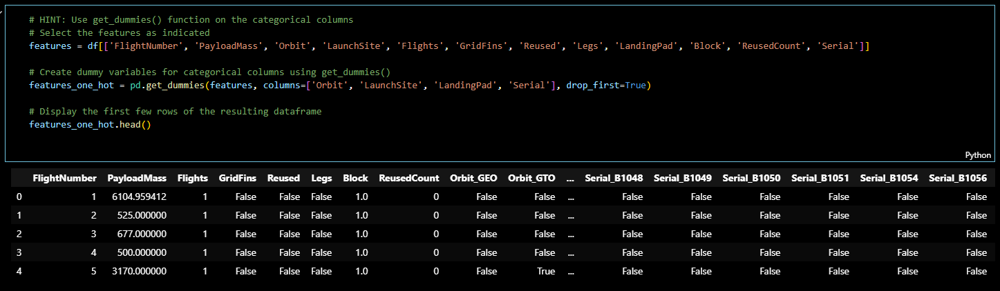 # HINT: Use get_dummies() function on the categorical columns
# Select the features as indicated
features = df[['FlightNumber', 'PayloadMass', 'Orbit', 'LaunchSite', 'Flights', 'GridFins', 'Reused', 'Legs', 'LandingPad', 'Block', 'ReusedCount', 'Serial']]
# Create dummy variables for categorical columns using get_dummies()
features_one_hot = pd.get_dummies(features, columns=['Orbit', 'LaunchSite', 'LandingPad', 'Serial'], drop_first=True)
# Display the first few rows of the resulting dataframe
features_one_hot.head()
Python
FlightNumber PayloadMass Flights GridFins Reused Legs Block ReusedCount Orbit_GEO Orbit_GTO ... Serial_B1048 Serial_B1049 Serial_B1050 Serial_B1051 Serial_B1054 Serial_B1056
0 1 6104.959412 1 False False False 1.0 0 False False ... False False False False False False
1 2 525.000000 1 False False False 1.0 0 False False ... False False False False False False
2 3 677.000000 1 False False False 1.0 0 False False ... False False False False False False
3 4 500.000000 1 False False False 1.0 0 False False ... False False False False False False
4 5 3170.000000 1 False False False 1.0 0 False True ... False False False False False False